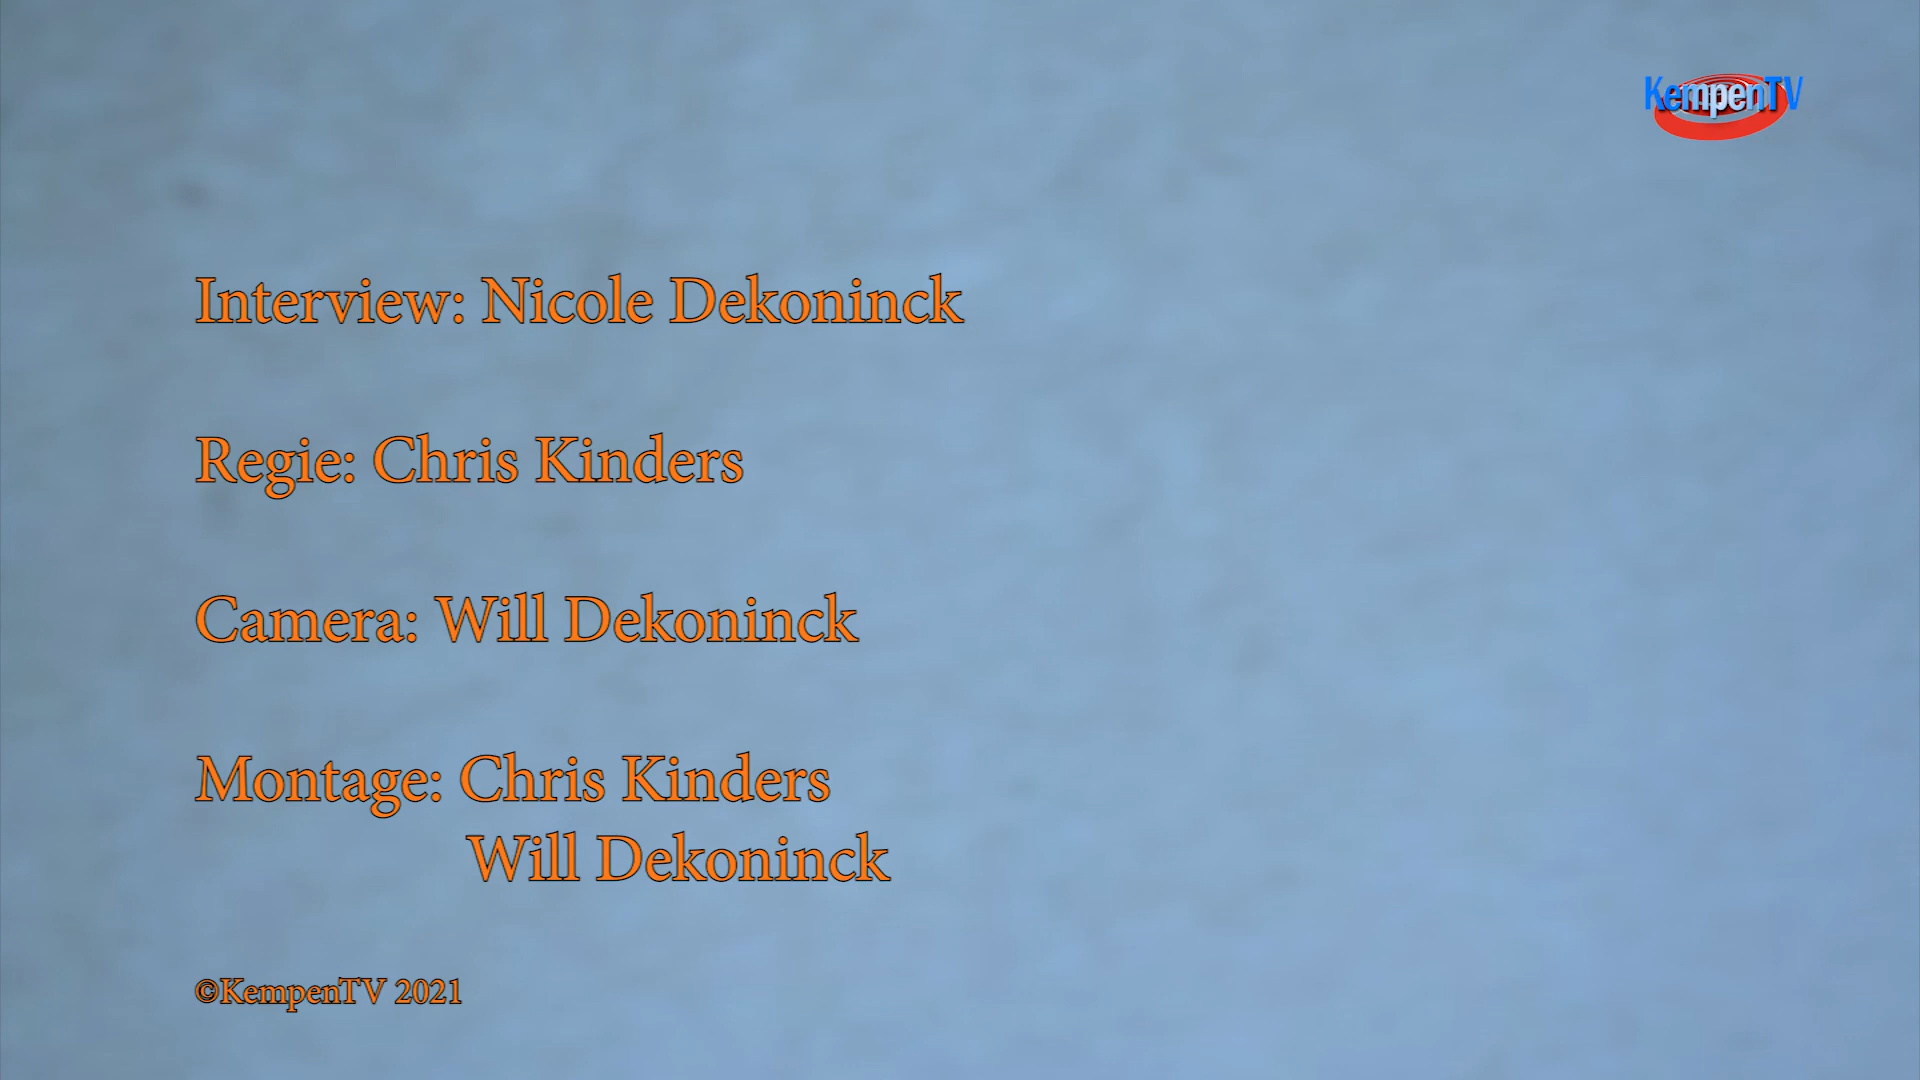 KempenTV
Interview: Nicole Dekoninck
Regie: Chris Kinders
Camera: Will Dekoninck
Montage: Chris Kinders
Will Dekoninck
©KempenTV 2021